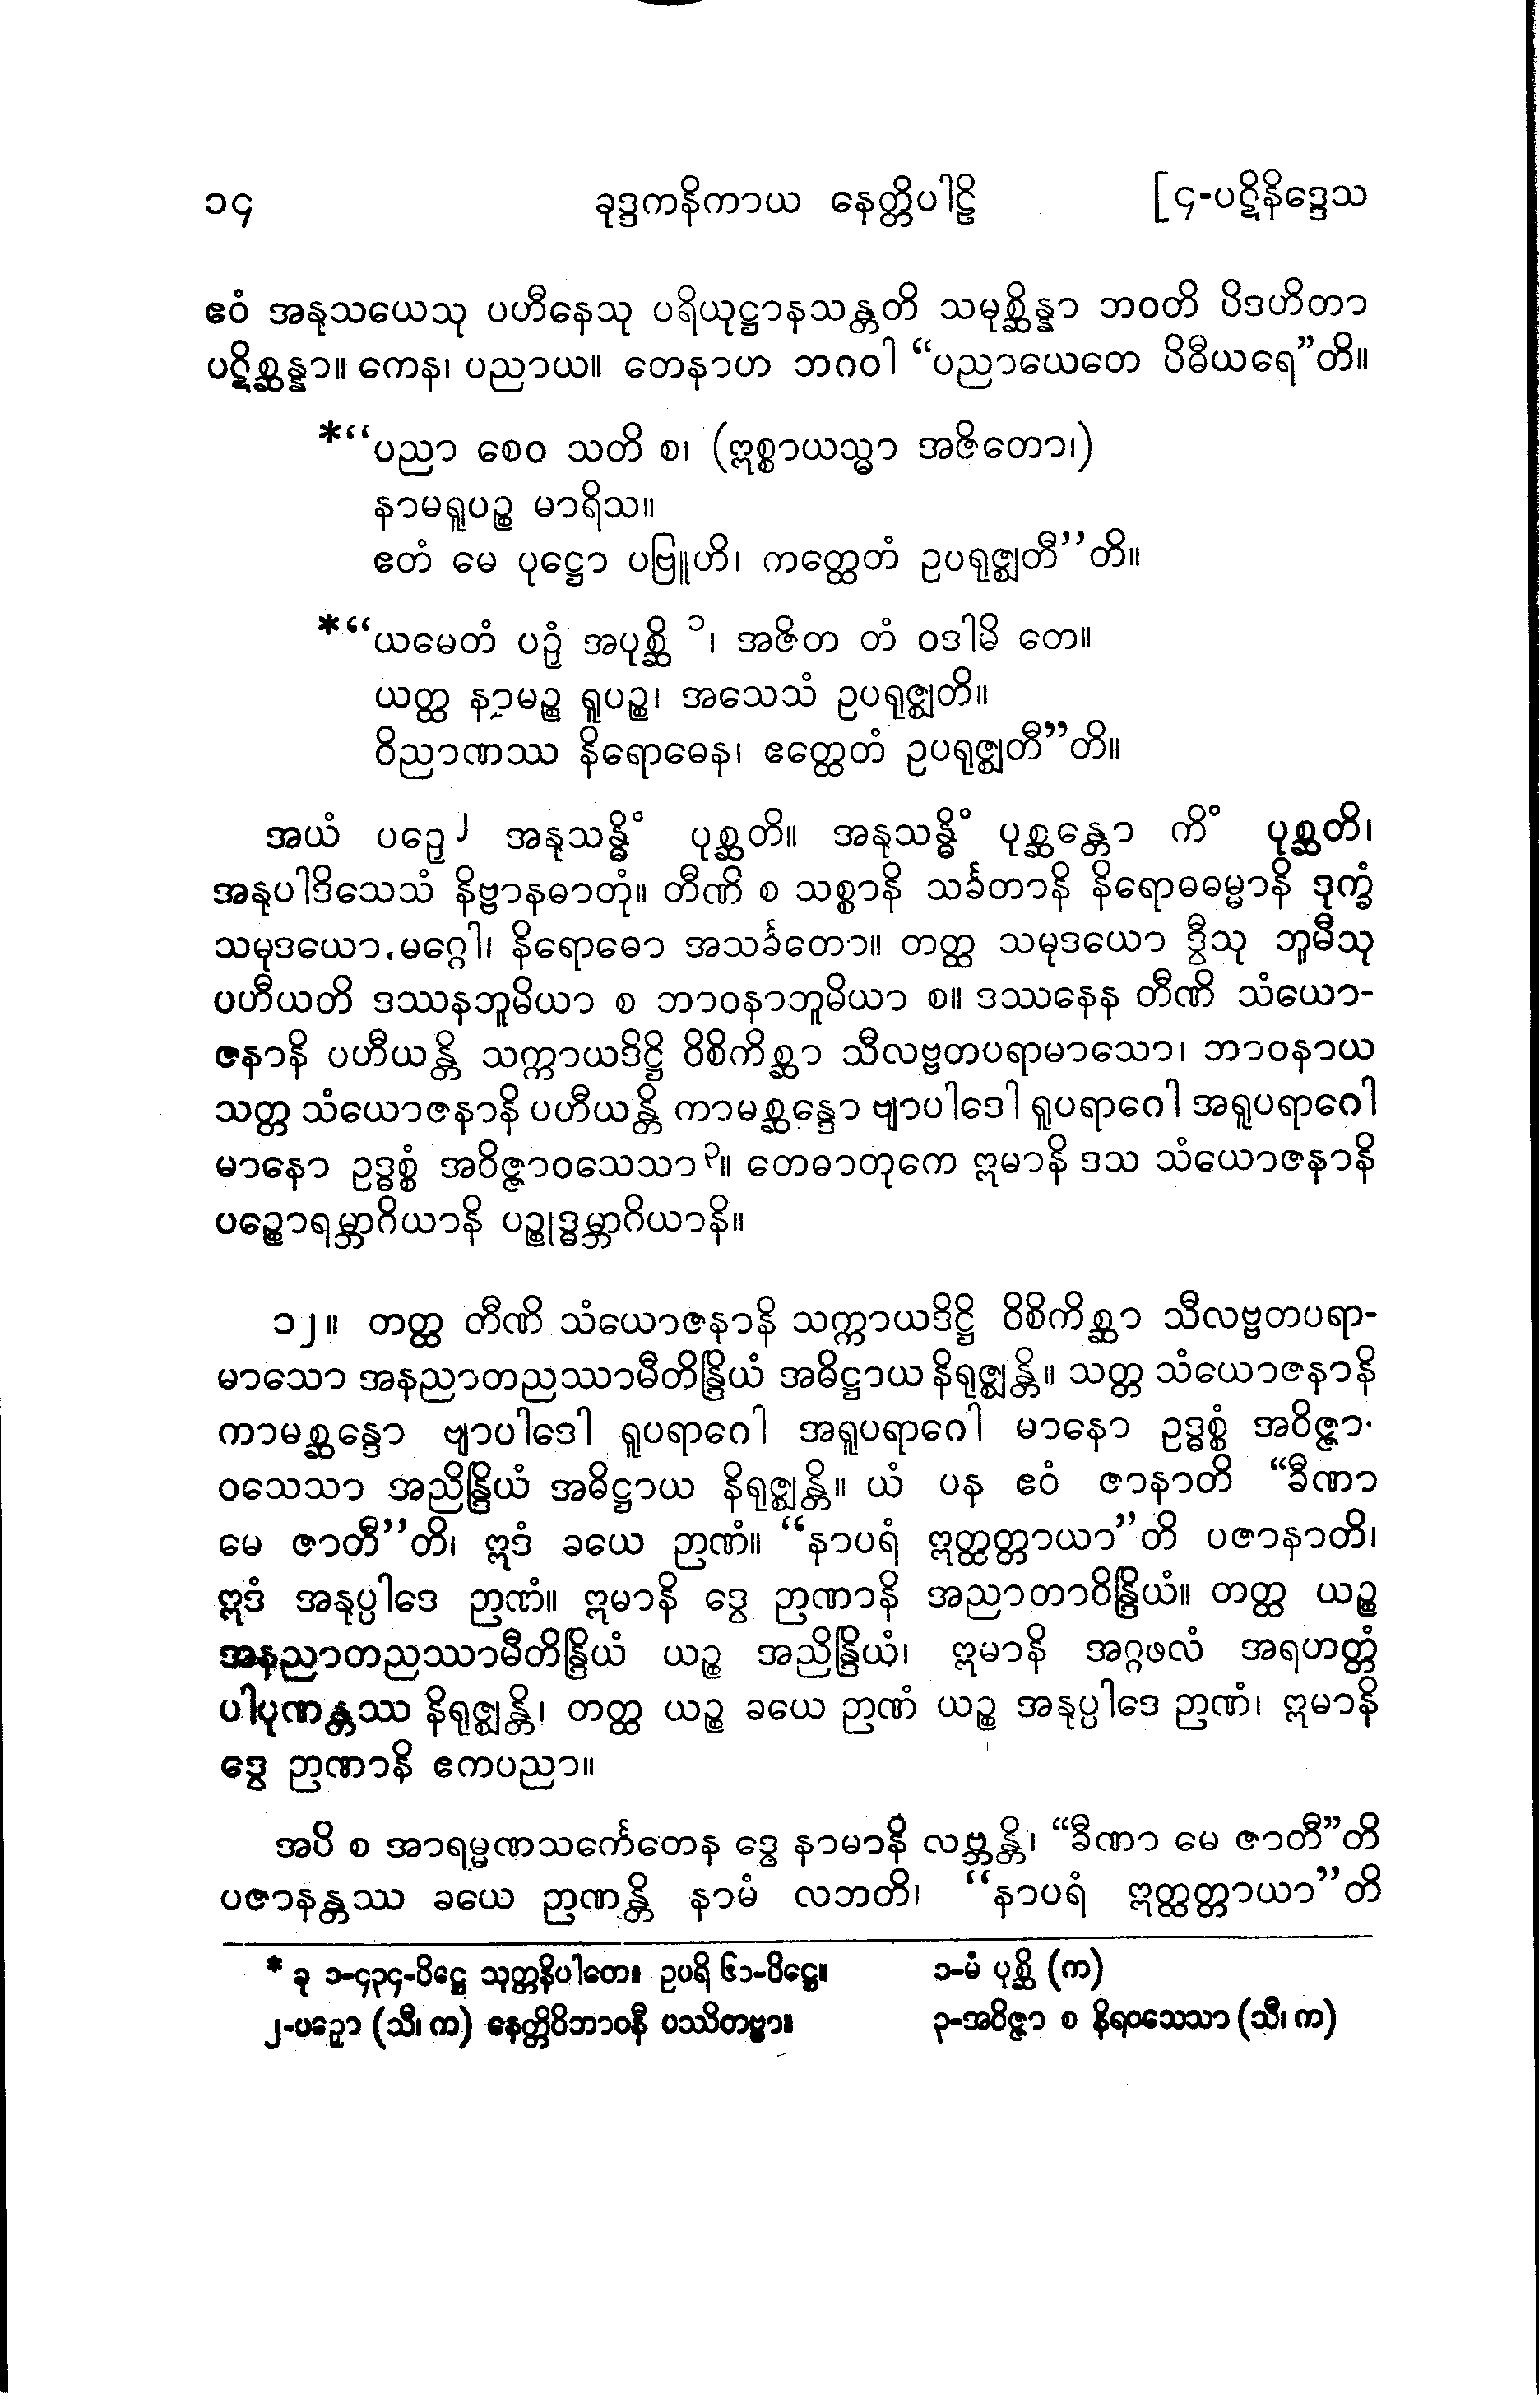 ၁၄ ခုဒ္ဒကနိကာယ နေတ္တိပါဠိ [၄-ပဋိနိဒ္ဒေသ
ဧဝံ အနုသယေသု ပဟီနေသု ပရိယုဋ္ဌာနသန္တတိ သမုစ္ဆိန္နာ ဘဝတိ ပိဒဟိတာ
ပဋိစ္ဆန္နာ။ ကေန၊ ပညာယ။ တေနာဟ ဘဂဝါ “ပညာယေတေ ပိဓီယရေ”တိ။
*“ပညာ စေဝ သတိ စ၊ (ဣစ္စာယသ္မာ အဇိတော၊)
နာမရူပဉ္စ မာရိသ။
ဧတံ မေ ပုဋ္ဌော ပဗြူဟိ၊ ကတ္ထေတံ ဥပရုဇ္ဈတီ”တိ။
*“ယမေတံ ပဉှံ အပုစ္ဆိ ၁၊ အဇိတ တံ ဝဒါမိ တေ။
ယတ္ထ နာမဉ္စ ရူပဉ္စ၊ အသေသံ ဥပရုဇ္ဈတိ။
ဝိညာဏဿ နိရောဓေန၊ ဧတ္ထေတံ ဥပရုဇ္ဈတီ”တိ။
အယံ ပဉှေ၂ အနုသန္ဓိံ ပုစ္ဆတိ။ အနုသန္ဓိံ ပုစ္ဆန္တော ကိံ ပုစ္ဆတိ၊
အနုပါဒိသေသံ နိဗ္ဗာနဓာတုံ။ တီဏိ စ သစ္စာနိ သင်္ခတာနိ နိရောဓဓမ္မာနိ ဒုက္ခံ
သမုဒယော မဂ္ဂေါ၊ နိရောဓော အသင်္ခတော။ တတ္ထ သမုဒယော ဒွီသု ဘူမီသု
ပဟီယတိ ဒဿနဘူမိယာ စ ဘာဝနာဘူမိယာ စ။ ဒဿနေန တီဏိ သံယော-
ဇနာနိ ပဟီယန္တိ သက္ကာယဒိဋ္ဌိ ဝိစိကိစ္ဆာ သီလဗ္ဗတပရာမာသော၊ ဘာဝနာယ
သတ္တ သံယောဇနာနိ ပဟီယန္တိ ကာမစ္ဆန္ဒော ဗျာပါဒေါ ရူပရာဂေါ အရူပရာဂေါ
မာနော ဥဒ္ဓစ္စံ အဝိဇ္ဇာဝသေသာ၃။ တေဓာတုကေ ဣမာနိ ဒသ သံယောဇနာနိ
ပဉ္စောရမ္ဘာဂိယာနိ ပဉ္စုဒ္ဓမ္ဘာဂိယာနိ။
၁၂။ တတ္ထ တီဏိ သံယောဇနာနိ သက္ကာယဒိဋ္ဌိ ဝိစိကိစ္ဆာ သီလဗ္ဗတပရာ-
မာသော အနညာတညဿာမီတိန္ဒြိယံ အဓိဋ္ဌာယ နိရုဇ္ဈန္တိ။ သတ္တ သံယောဇနာနိ
ကာမစ္ဆန္ဒော ဗျာပါဒေါ ရူပရာဂေါ အရူပရာဂေါ မာနော ဥဒ္ဓစ္စံ အဝိဇ္ဇာ-
ဝသေသာ အညိန္ဒြိယံ အဓိဋ္ဌာယ နိရုဇ္ဈန္တိ။ ယံ ပန ဧဝံ ဇာနာတိ “ခီဏာ
မေ ဇာတီ”တိ၊ ဣဒံ ခယေ ဉာဏံ။ “နာပရံ ဣတ္ထတ္တာယာ”တိ ပဇာနာတိ၊
ဣဒံ အနုပ္ပါဒေ ဉာဏံ။ ဣမာနိ ဒွေ ဉာဏာနိ အညာတာဝိန္ဒြိယံ။ တတ္ထ ယဉ္စ
အနညာတညဿာမီတိန္ဒြိယံ ယဉ္စ အညိန္ဒြိယံ၊ ဣမာနိ အဂ္ဂဖလံ အရဟတ္တံ
ပါပုဏန္တဿ နိရုဇ္ဈန္တိ၊ တတ္ထ ယဉ္စ ခယေ ဉာဏံ ယဉ္စ အနုပ္ပါဒေ ဉာဏံ၊ ဣမာနိ
ဒွေ ဉာဏာနိ ဧကပညာ။
အပိ စ အာရမ္မဏသင်္ကေတေန ဒွေ နာမာနိ လဗ္ဘန္တိ၊ “ခီဏာ မေ ဇာတီ”တိ
ပဇာနန္တဿ ခယေ ဉာဏန္တိ နာမံ လဘတိ၊ “နာပရံ ဣတ္ထတ္တာယာ”တိ
* ခု ၁-၄၃၄-ပိဋ္ဌေ သုတ္တနိပါတေ။ ဥပရိ ၆၁-ပိဋ္ဌေ။ ၁-မံ ပုစ္ဆိ (က)
၂-ပဉှော (သီ၊ က) နေတ္တိဝိဘာဝနီ ပဿိတဗ္ဗာ။ ၃-အဝိဇ္ဇာ စ နိရဝသေသာ (သီ၊ က)